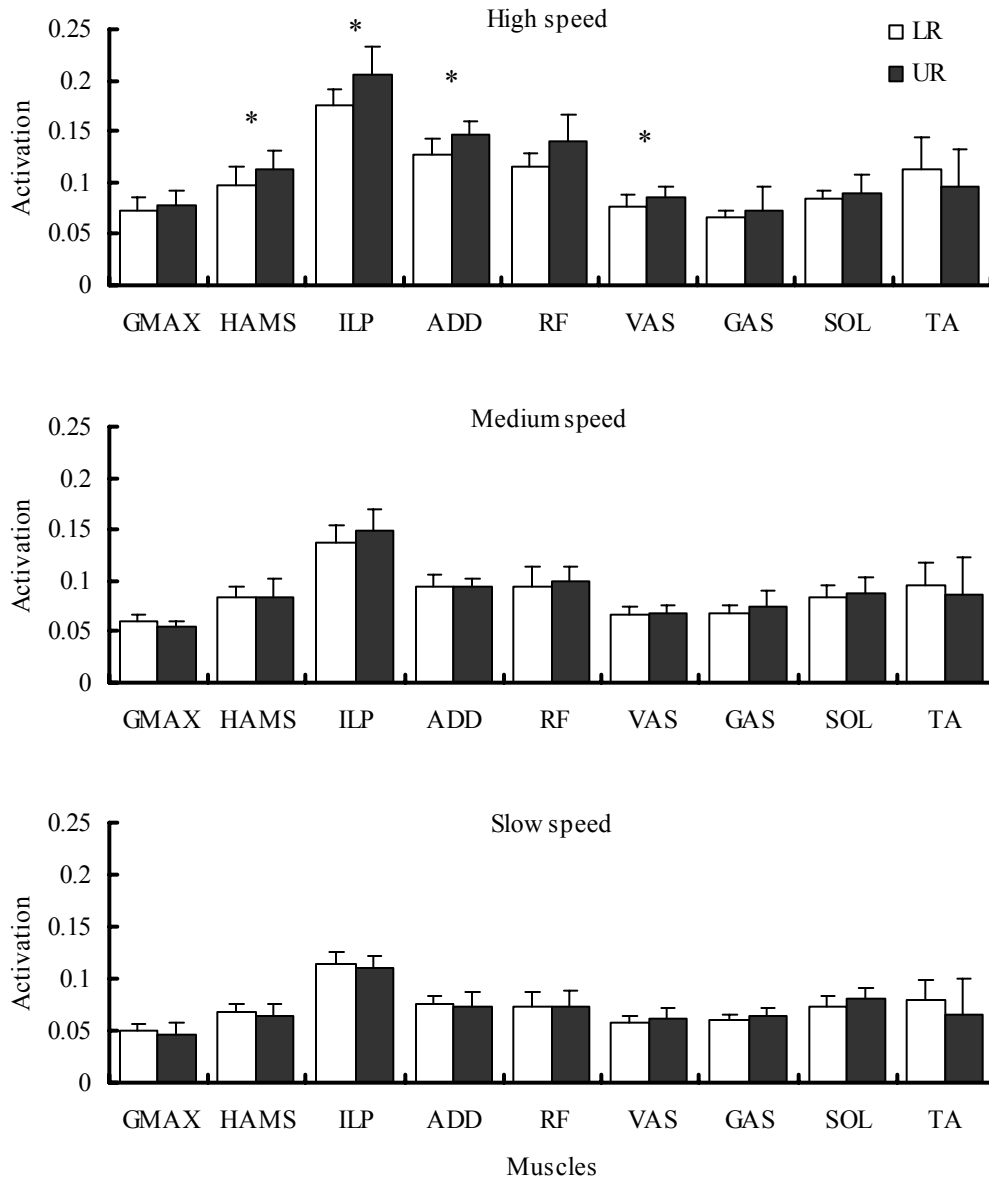 High speed
LR
UR
Activation
0.25
0.2
0.15
0.1
0.05
0
*
*
*
*
GMAX HAMS ILP ADD RF VAS GAS SOL TA
Medium speed
Activation
0.25
0.2
0.15
0.1
0.05
0
GMAX HAMS ILP ADD RF VAS GAS SOL TA
Slow speed
Activation
0.25
0.2
0.15
0.1
0.05
0
GMAX HAMS ILP ADD RF VAS GAS SOL TA
Muscles